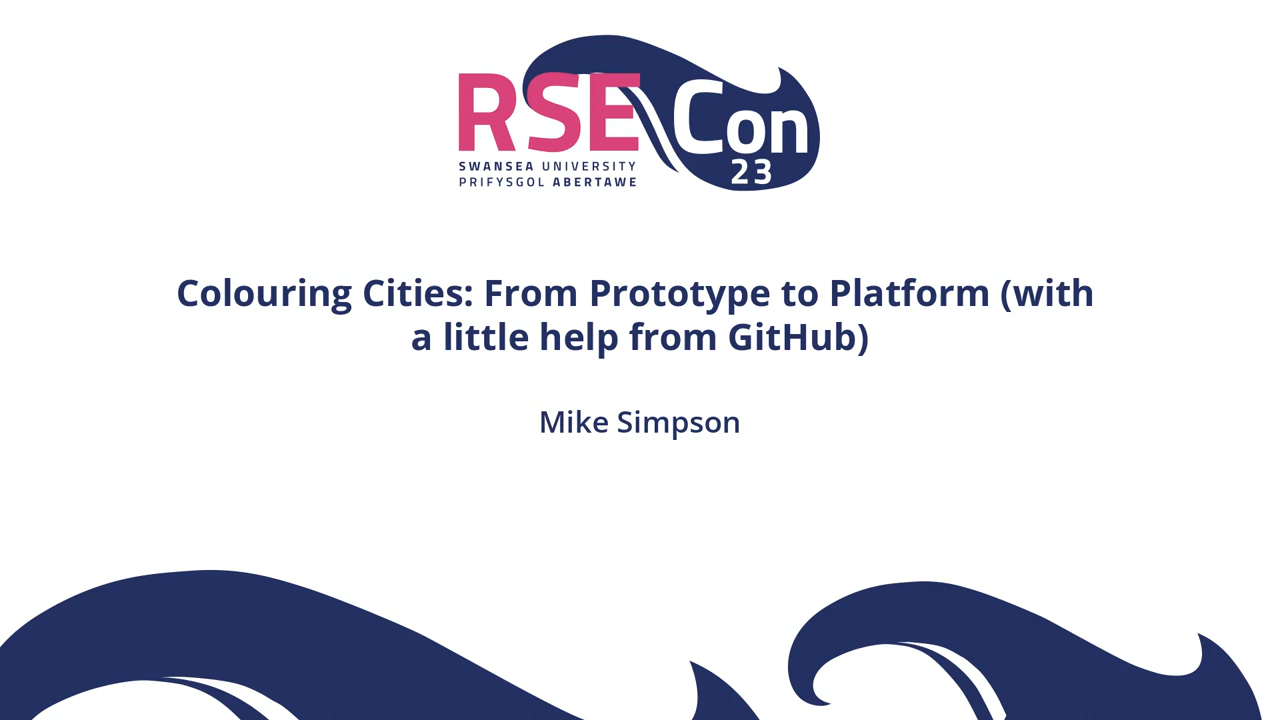 RSE Con
23
SWANSEA UNIVERSITY
PRIFYSGOL ABERTAWE
Colouring Cities: From Prototype to Platform (with
a little help from GitHub)
Mike Simpson